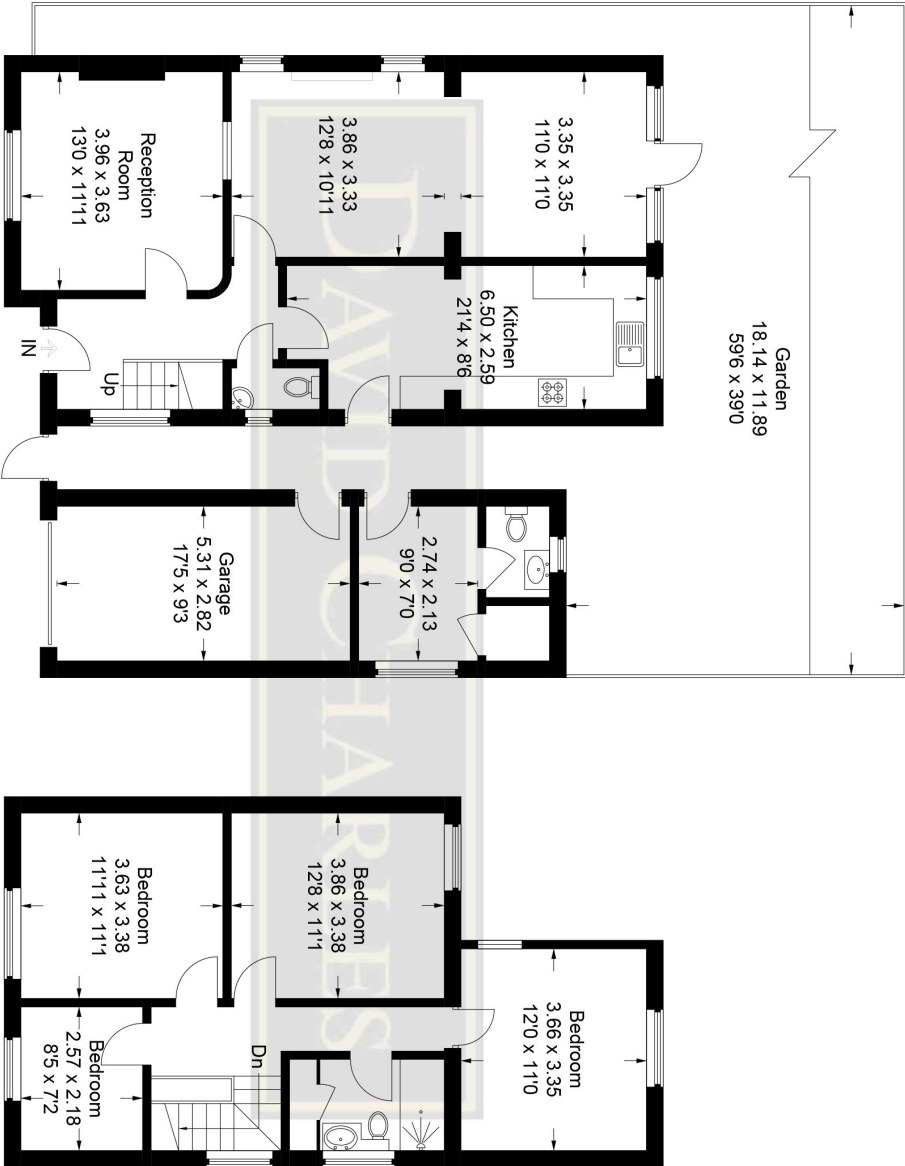 Garden
18.14 x 11.89
59'6 x 39'0
3.35 x 3.35
11'0 x 11'0
Kitchen
6.50 x 2.59
21'4 x 8'6
3.86 x 3.33
12'8 x 10'11
Reception
Room
3.96 x 3.63
13'0 x 11'11
IN
Up
2.74 x 2.13
9'0 x 7'0
Garage
5.31 x 2.82
17'5 x 9'3
Bedroom
3.66 x 3.35
12'0 x 11'0
Bedroom
3.86 x 3.38
12'8 x 11'1
Bedroom
3.63 x 3.38
11'11 x 11'1
Dn
Bedroom
2.57 x 2.18
8'5 x 7'2
DAVID CHARLES